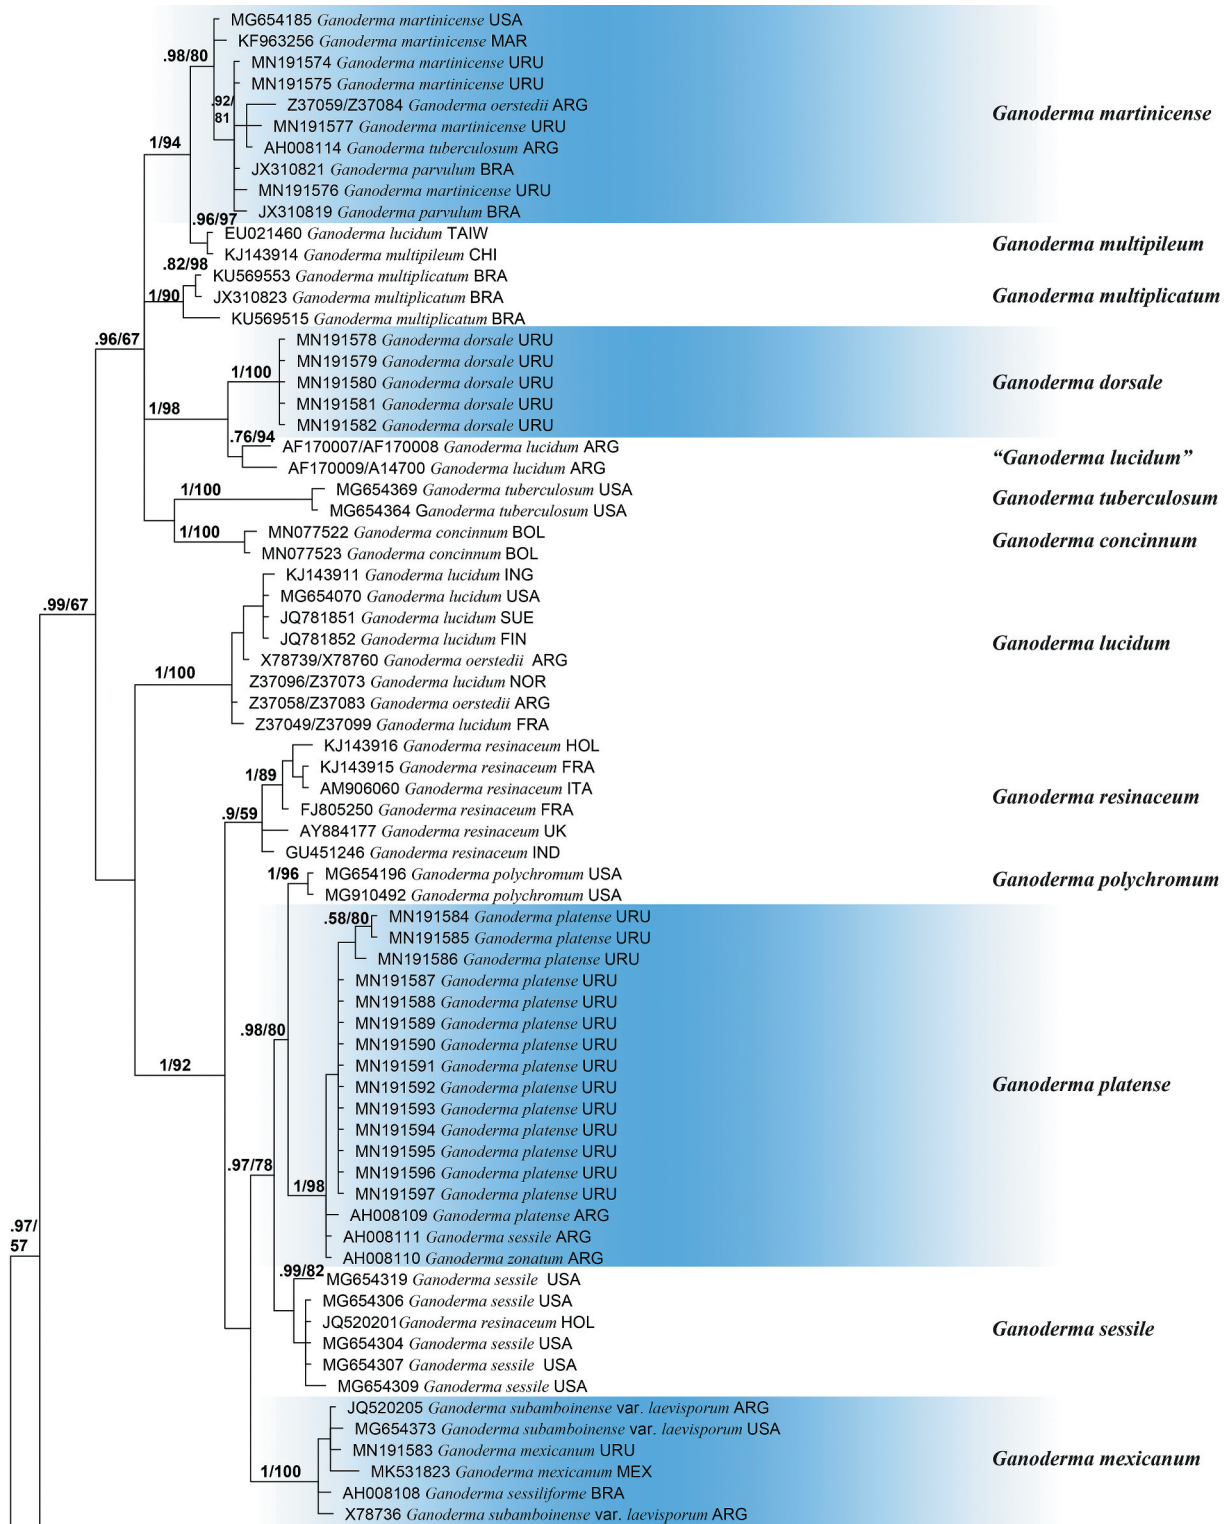 MG654185 Ganoderma martinicense USA
KF963256 Ganoderma martinicense MAR
.98/80
MN191574 Ganoderma martinicense URU
MN191575 Ganoderma martinicense URU
.92/
81
Z37059/Z37084 Ganoderma oerstedii ARG
Ganoderma martinicense
MN191577 Ganoderma martinicense URU
1/94
AH008114 Ganoderma tuberculosum ARG
JX310821 Ganoderma parvulum BRA
MN191576 Ganoderma martinicense URU
JX310819 Ganoderma parvulum BRA
.96/97
EU021460 Ganoderma lucidum TAIW
Ganoderma multipileum
KJ143914 Ganoderma multipileum CHI
.82/98
KU569553 Ganoderma multiplicatum BRA
1/90
JX310823 Ganoderma multiplicatum BRA
Ganoderma multiplicatum
KU569515 Ganoderma multiplicatum BRA
.96/67
MN191578 Ganoderma dorsale URU
MN191579 Ganoderma dorsale URU
1/100
MN191580 Ganoderma dorsale URU
Ganoderma dorsale
MN191581 Ganoderma dorsale URU
1/98
MN191582 Ganoderma dorsale URU
.76/94
AF170007/AF170008 Ganoderma lucidum ARG
“Ganoderma lucidum”
AF170009/A14700 Ganoderma lucidum ARG
1/100
MG654369 Ganoderma tuberculosum USA
Ganoderma tuberculosum
MG654364 Ganoderma tuberculosum USA
1/100
MN077522 Ganoderma concinnum BOL
Ganoderma concinnum
MN077523 Ganoderma concinnum BOL
KJ143911 Ganoderma lucidum ING
MG654070 Ganoderma USA
.99/67
JQ781851 Ganoderma lucidum SUE
JQ781852 Ganoderma lucidum FIN
Ganoderma lucidum
X78739/X78760 Ganoderma oerstedii ARG
1/100
Z37096/Z37073 Ganoderma lucidum NOR
Z37058/Z37083 Ganoderma oerstedii ARG
Z37049/Z37099 Ganoderma lucidum FRA
KJ143916 Ganoderma resinaceum HOL
KJ143915 Ganoderma resinaceum FRA
1/89
AM906060 Ganoderma resinaceum ITA
Ganoderma resinaceum
FJ805250 Ganoderma resinaceum FRA
.9/59
AY884177 Ganoderma resinaceum UK
GU451246 Ganoderma resinaceum IND
1/96
MG654196 Ganoderma polychromum USA
Ganoderma polychromum
MG910492 Ganoderma polychromum USA
.58/80
MN191584 Ganoderma platense URU
MN191585 Ganoderma platense URU
MN191586 Ganoderma platense URU
MN191587 Ganoderma platense URU
MN191588 Ganoderma platense URU
MN191589 Ganoderma platense URU
.98/80
MN191590 Ganoderma platense URU
MN191591 Ganoderma platense URU
1/92
MN191592 Ganoderma platense URU
Ganoderma platense
MN191593 Ganoderma platense URU
MN191594 Ganoderma platense URU
MN191595 Ganoderma platense URU
.97/78
MN191596 Ganoderma platense URU
1/98
MN191597 Ganoderma platense URU
AH008109 Ganoderma platense ARG
.97/
57
AH008111 Ganoderma sessile ARG
AH008110 Ganoderma zonatum ARG
.99/82
MG654319 Ganoderma sessile USA
MG654306 Ganoderma sessile USA
JQ520201Ganoderma resinaceum HOL
Ganoderma sessile
MG654304 Ganoderma sessile USA
MG654307 Ganoderma sessile USA
MG654309 Ganoderma sessile USA
JQ520205 Ganoderma subamboinense var. laevisporum ARG
MG654373 Ganoderma subamboinense var. laevisporum USA
MN191583 Ganoderma mexicanum URU
Ganoderma mexicanum
1/100
MK531823 Ganoderma mexicanum MEX
AH008108 Ganoderma sessiliforme BRA
X78736 Ganoderma subamboinense var. laevisporum ARG